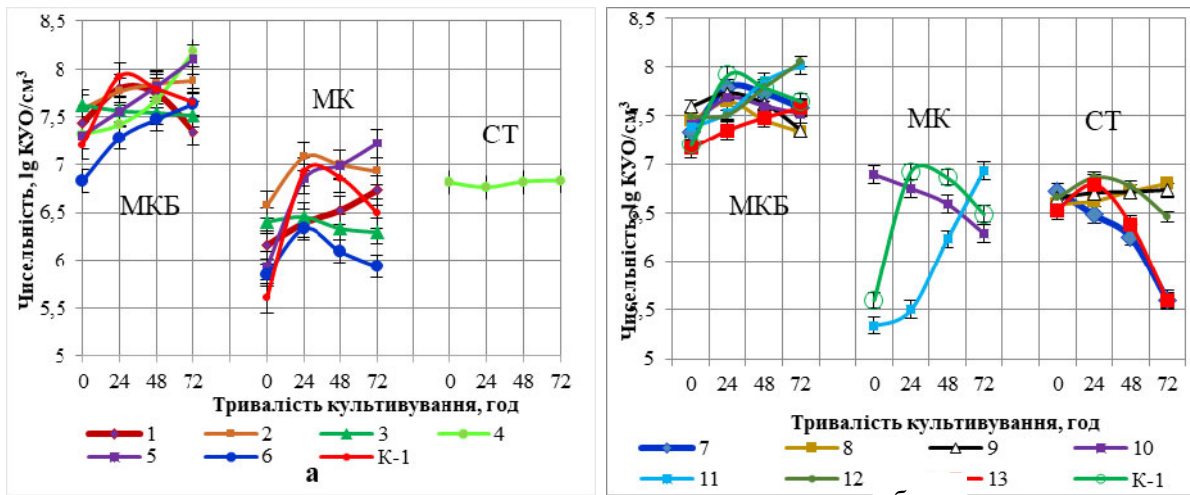 Чисельність, lg КУО/см³
8,5
8
7,5
7
6,5
6
5,5
5
МКБ
МК
СТ
0 24 48 72 0 24 48 72 0 24 48 72
Тривалість культивування, год
1 2 3 4
5 6 К-1
а
Чисельність, lg КУО/см³
8,5
8
7,5
7
6,5
6
5,5
5
МКБ
МК
СТ
0 24 48 72 0 24 48 72 0 24 48 72
Тривалість культивування, год
7 8 9 10
11 12 13 К-1